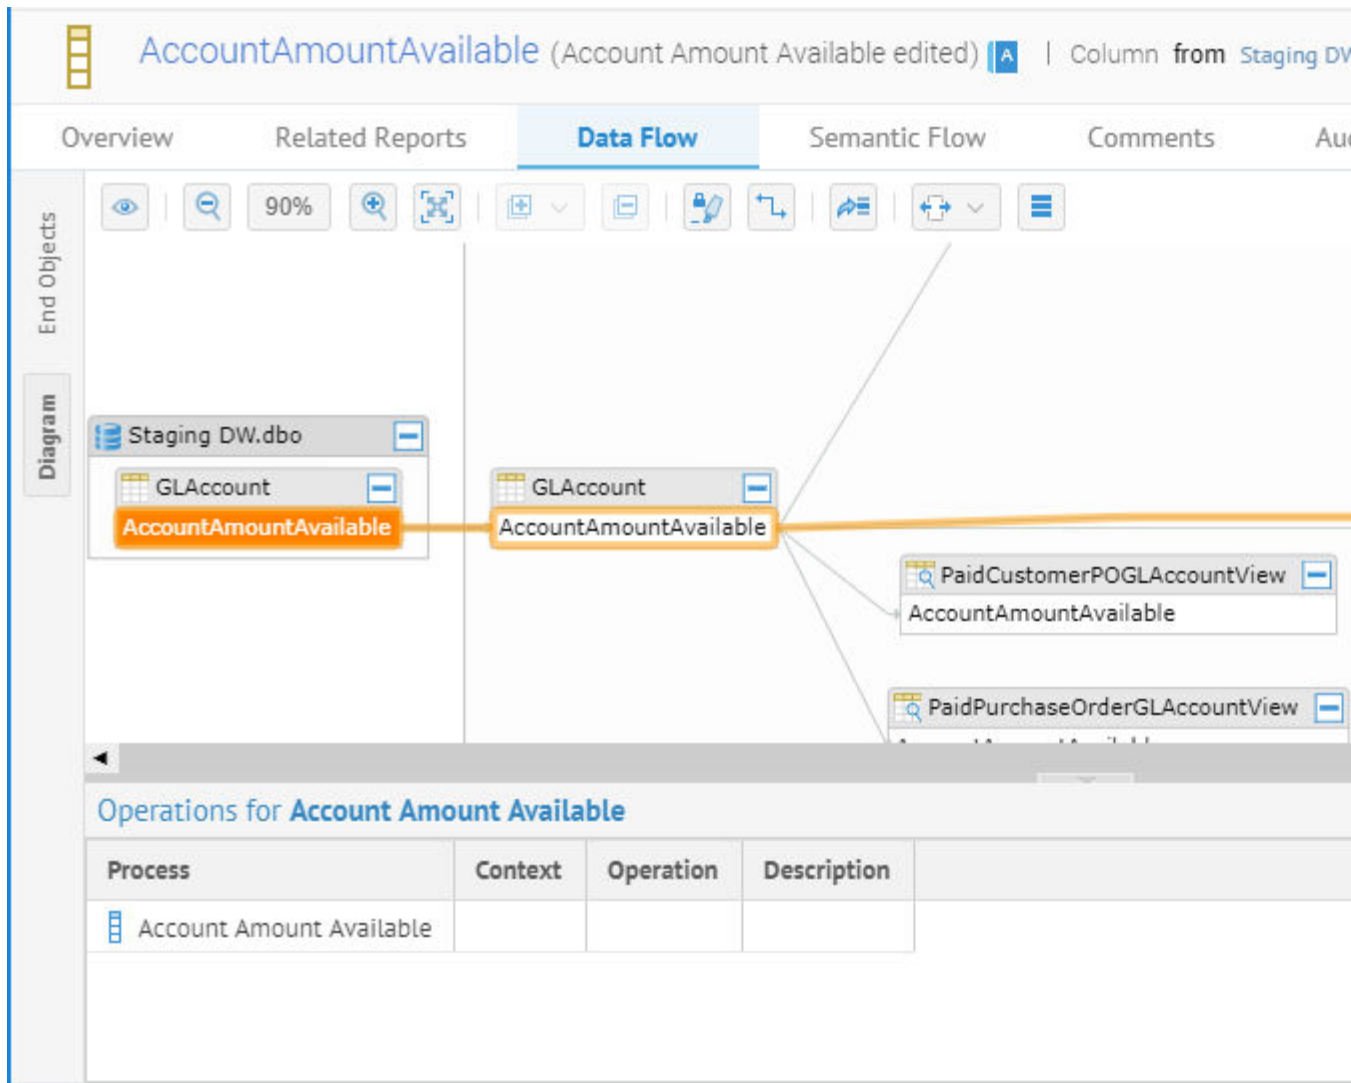 AccountAmountAvailable (Account Amount Available edited) A | Column from Staging DW
Overview Related Reports Data Flow Semantic Flow Comments
90%
End Objects
Diagram
Staging DW.dbo
GLAccount
AccountAmountAvailable
GLAccount
AccountAmountAvailable
PaidCustomerPOGLAccountView
AccountAmountAvailable
PaidPurchaseOrderGLAccountView
Operations for Account Amount Available
Process Context Operation Description
Account Amount Available